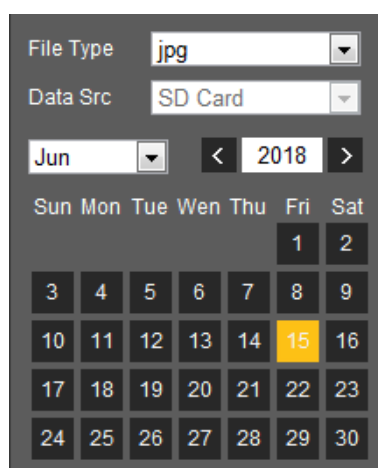 File Type jpg
Data Src SD Card
Jun < 2018 >
Sun Mon Tue Wen Thu Fri Sat
1 2
3 4 5 6 7 8 9
10 11 12 13 14 15 16
17 18 19 20 21 22 23
24 25 26 27 28 29 30